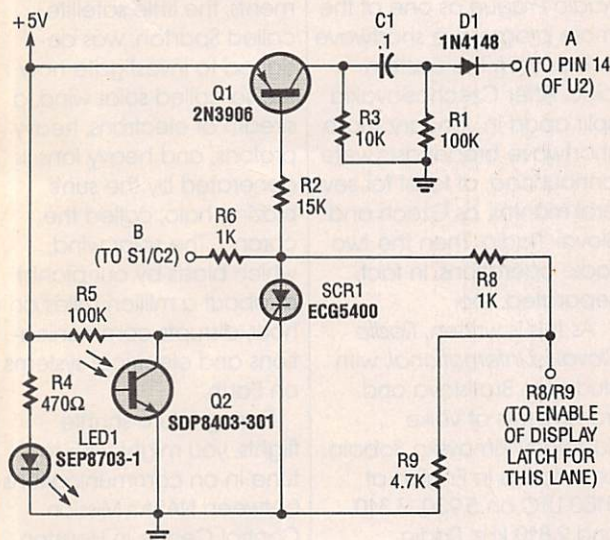 +5V
C1
.1
D1
1N4148
A
(TO PIN 14
OF U2)
Q1
2N3906
R3
10K
R1
100K
R2
15K
B
(TO S1/C2)
R6
1K
R8
1K
R5
100K
SCR1
ECG5400
R4
470Ω
Q2
SDP8403-301
LED1
SEP8703-1
R9
4.7K
R8/R9
(TO ENABLE
OF DISPLAY
LATCH FOR
THIS LANE)